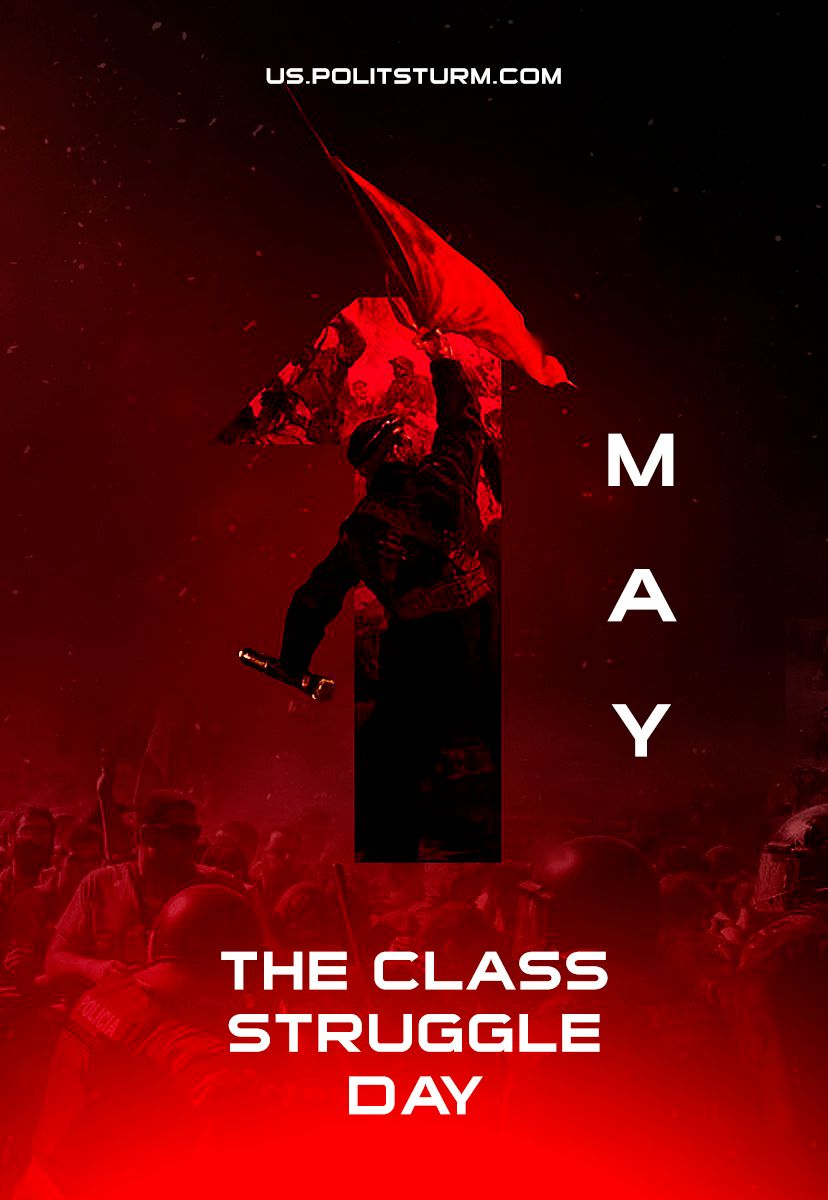 US.POLITSTURM.COM
1
M
A
Y
POLICIA
THE CLASS
STRUGGLE
DAY